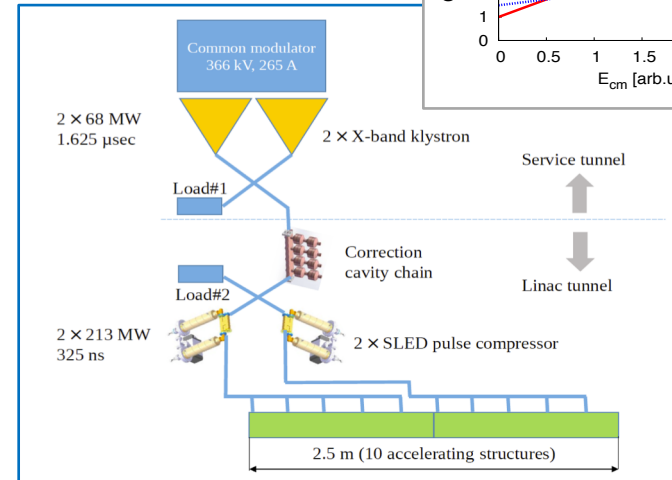 1
0
0 0.5 1 1.5
E_cm [arb.u
Common modulator
366 kV, 265 A
2 × 68 MW
1.625 μsec
2 × X-band klystron
Service tunnel
Load#1
Correction
cavity chain
Linac tunnel
Load#2
2 × 213 MW
325 ns
2 × SLED pulse compressor
2.5 m (10 accelerating structures)